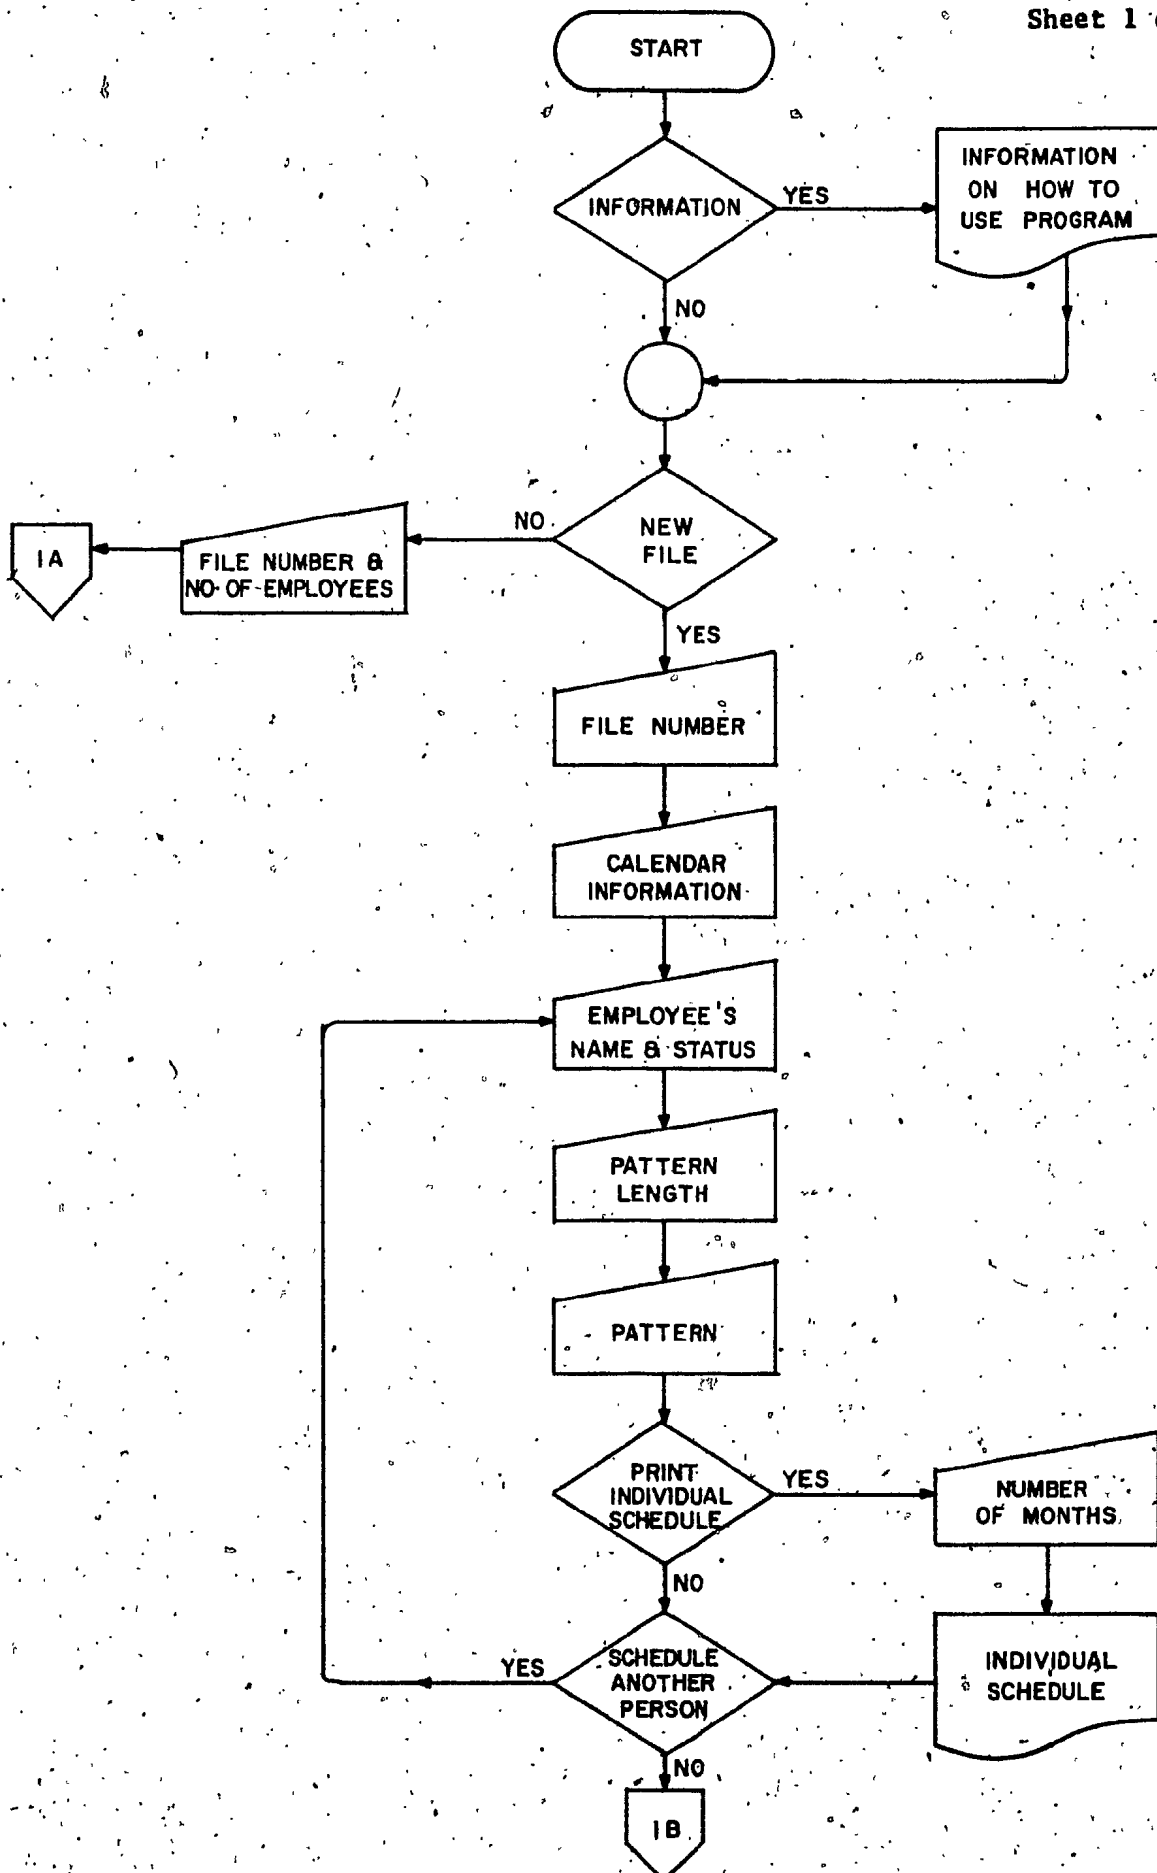 Sheet 1
START
INFORMATION
YES
INFORMATION
ON HOW TO
USE PROGRAM
NO
NEW
FILE
NO
FILE NUMBER &
NO. OF EMPLOYEES
1A
YES
FILE NUMBER
CALENDAR
INFORMATION
EMPLOYEE'S
NAME & STATUS
PATTERN
LENGTH
PATTERN
PRINT
INDIVIDUAL
SCHEDULE
YES
NUMBER
OF MONTHS
NO
SCHEDULE
ANOTHER
PERSON
YES
INDIVIDUAL
SCHEDULE
NO
1B